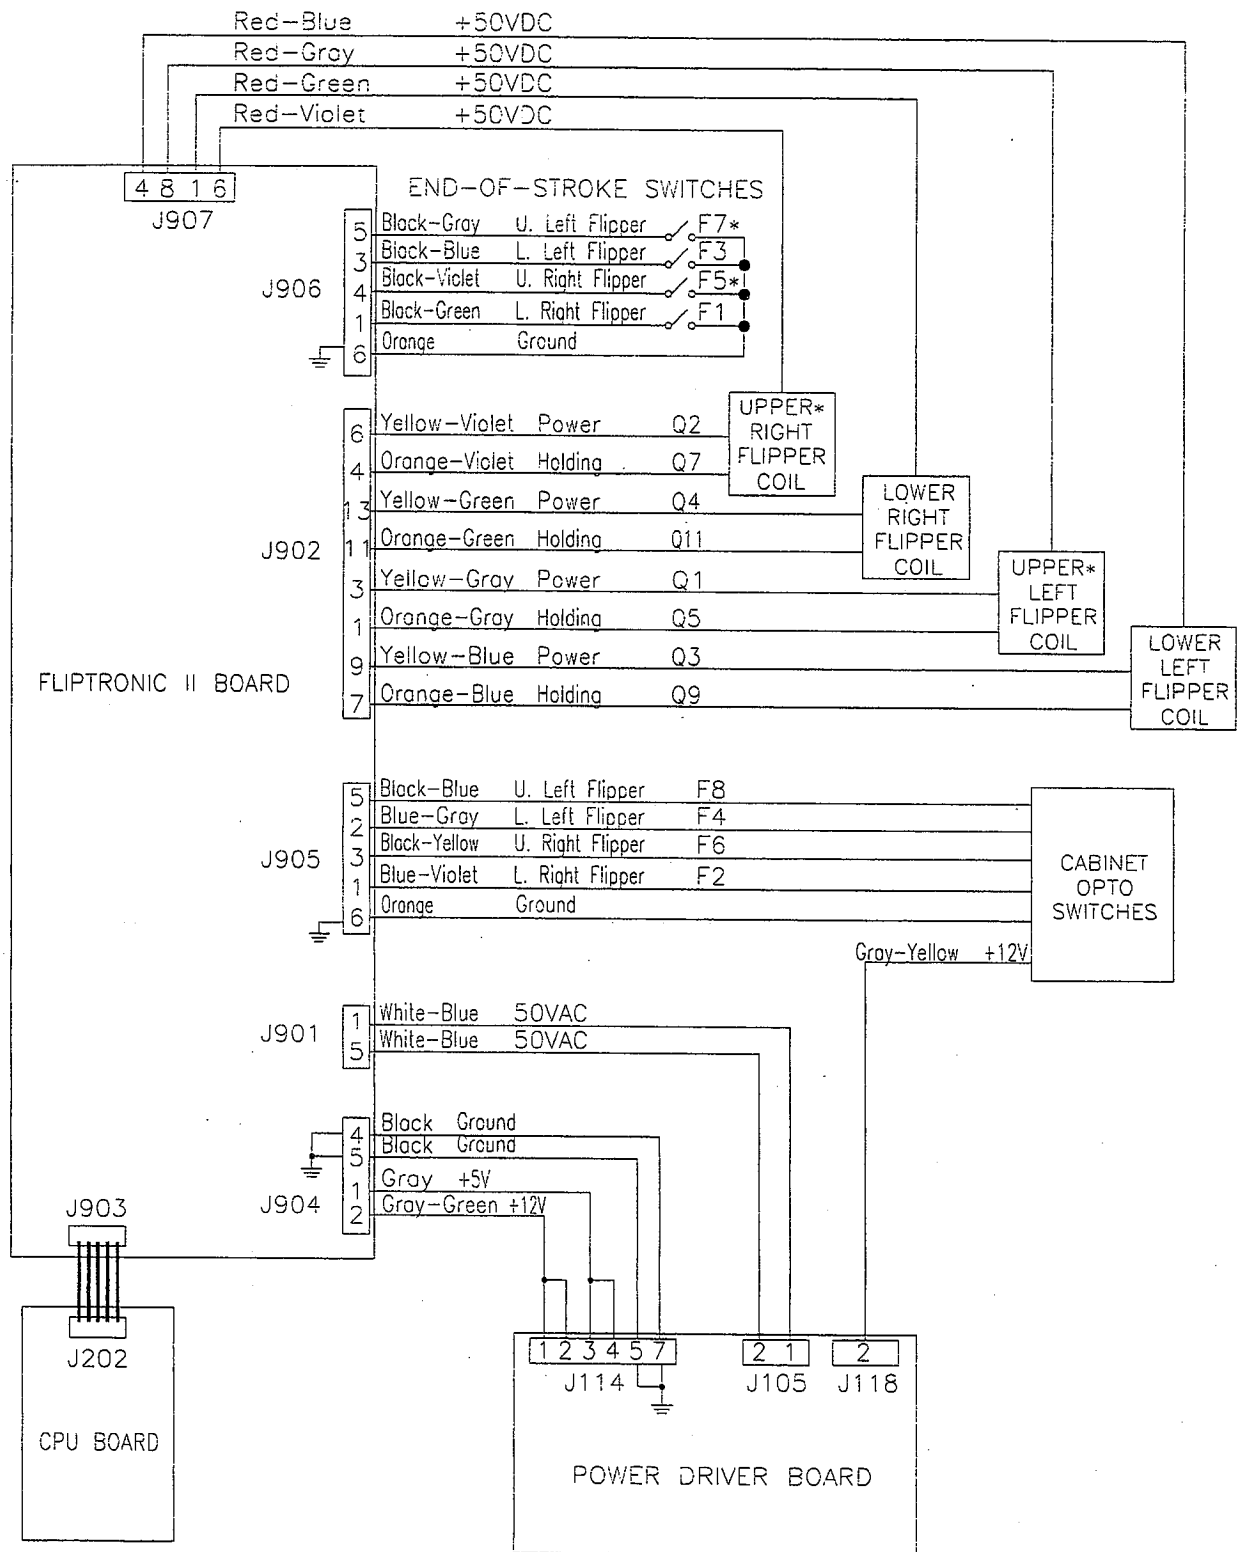 Red-Blue +50VDC
Red-Gray +50VDC
Red-Green +50VDC
Red-Violet +50VDC
4 8 1 6
J907
END-OF-STROKE SWITCHES
J906
5 Black-Gray U. Left Flipper F7*
3 Black-Blue L. Left Flipper F3
4 Black-Violet U. Right Flipper F5*
1 Black-Green L. Right Flipper F1
6 Orange Ground
J902
6 Yellow-Violet Power Q2
4 Orange-Violet Holding Q7
13 Yellow-Green Power Q4
11 Orange-Green Holding Q11
3 Yellow-Gray Power Q1
1 Orange-Gray Holding Q5
9 Yellow-Blue Power Q3
7 Orange-Blue Holding Q9
UPPER*
RIGHT
FLIPPER
COIL
LOWER
RIGHT
FLIPPER
COIL
UPPER*
LEFT
FLIPPER
COIL
LOWER
LEFT
FLIPPER
COIL
FLIPTRONIC II BOARD
J905
5 Black-Blue U. Left Flipper F8
2 Blue-Gray L. Left Flipper F4
3 Black-Yellow U. Right Flipper F6
1 Blue-Violet L. Right Flipper F2
6 Orange Ground
CABINET
OPTO
SWITCHES
Gray-Yellow +12V
J901
1 White-Blue 50VAC
5 White-Blue 50VAC
J904
4 Black Ground
5 Black Ground
1 Gray +5V
2 Gray-Green +12V
J903
J202
CPU BOARD
1 2 3 4 5 7
J114
2 1
J105
2
J118
POWER DRIVER BOARD